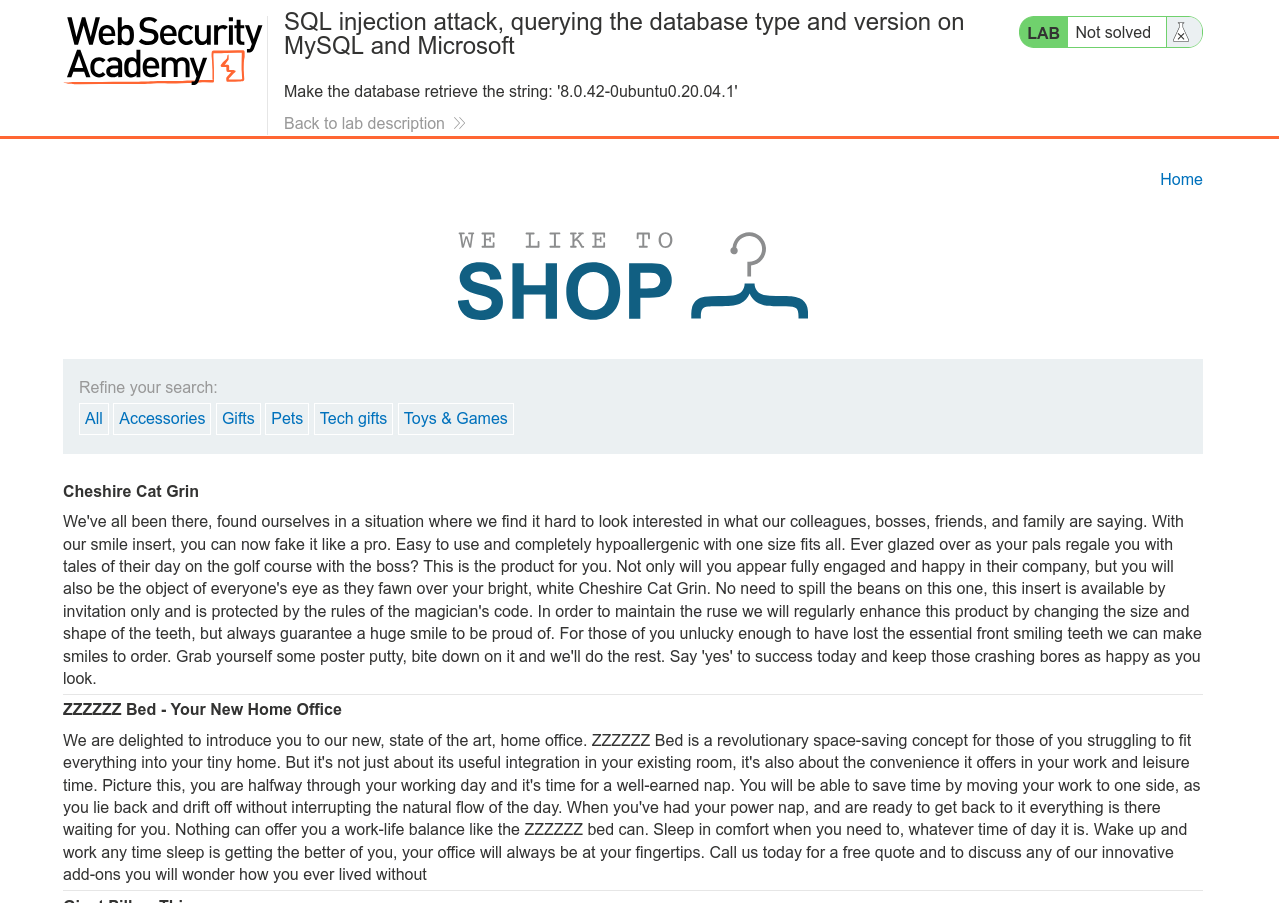 Web Security
Academy
SQL injection attack, querying the database type and version on
MySQL and Microsoft
LAB Not solved
Make the database retrieve the string: '8.0.42-0ubuntu0.20.04.1'
Back to lab description
Home
WE LIKE TO
SHOP
Refine your search:
All Accessories Gifts Pets Tech gifts Toys & Games
Cheshire Cat Grin
We've all been there, found ourselves in a situation where we find it hard to look interested in what our colleagues, bosses, friends, and family are saying. With
our smile insert, you can now fake it like a pro. Easy to use and completely hypoallergenic with one size fits all. Ever glazed over as your pals regale you with
tales of their day on the golf course with the boss? This is the product for you. Not only will you appear fully engaged and happy in their company, but you will
also be the object of everyone's eye as they fawn over your bright, white Cheshire Cat Grin. No need to spill the beans on this one, this insert is available by
invitation only and is protected by the rules of the magician's code. In order to maintain the ruse we will regularly enhance this product by changing the size and
shape of the teeth, but always guarantee a huge smile to be proud of. For those of you unlucky enough to have lost the essential front smiling teeth we can make
smiles to order. Grab yourself some poster putty, bite down on it and we'll do the rest. Say 'yes' to success today and keep those crashing bores as happy as you
look.
ZZZZZZ Bed - Your New Home Office
We are delighted to introduce you to our new, state of the art, home office. ZZZZZZ Bed is a revolutionary space-saving concept for those of you struggling to fit
everything into your tiny home. But it's not just about its useful integration in your existing room, it's also about the convenience it offers in your work and leisure
time. Picture this, you are halfway through your working day and it's time for a well-earned nap. You will be able to save time by moving your work to one side, as
you lie back and drift off without interrupting the natural flow of the day. When you've had your power nap, and are ready to get back to it everything is there
waiting for you. Nothing can offer you a work-life balance like the ZZZZZZ bed can. Sleep in comfort when you need to, whatever time of day it is. Wake up and
work any time sleep is getting the better of you, your office will always be at your fingertips. Call us today for a free quote and to discuss any of our innovative
add-ons you will wonder how you ever lived without